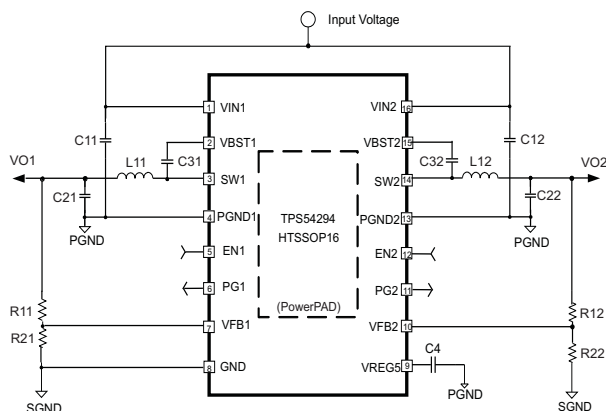 Input Voltage
VIN1
VIN2
1
16
C11
C12
VBST1
VBST2
2
15
VO1
L11
C31
C32
L12
VO2
SW1
SW2
3
14
C21
C22
TPS54294
HTSSOP16
PGND1
PGND2
4
13
PGND
PGND
EN1
EN2
5
12
PG1
PG2
6
11
(PowerPAD)
R11
R12
VFB1
VFB2
7
10
R21
R22
GND
VREG5
8
9
C4
PGND
SGND
SGND